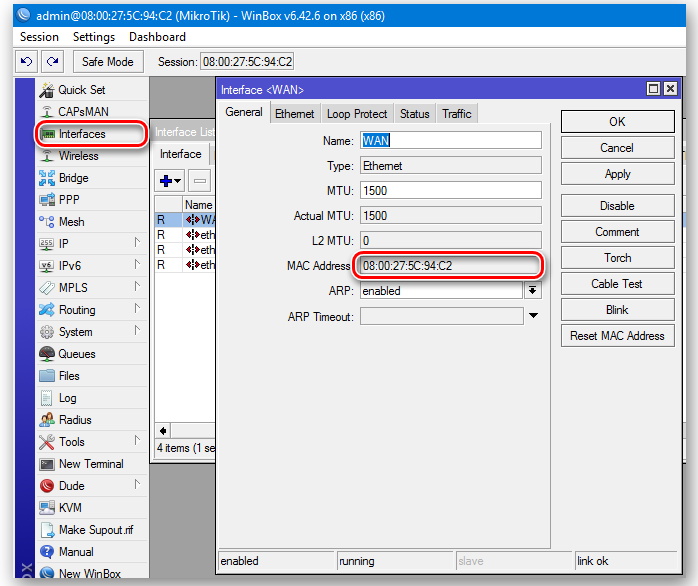 admin@08:00:27:5C:94:C2 (MikroTik) - WinBox v6.42.6 on x86 (x86)
Session Settings Dashboard
Safe Mode Session: 08:00:27:5C:94:C2
Quick Set
CAPsMAN
Interfaces
Wireless
Bridge
PPP
Mesh
IP
IPv6
MPLS
Routing
System
Queues
Files
Log
Radius
Tools
New Terminal
Dude
KVM
Make Supout.rif
Manual
New WinBox
Interface List
Interface
Name
R WA
R eth
R eth
R eth
4 items (1 se
Interface <WAN>
General Ethernet Loop Protect Status Traffic
Name: WAN
Type: Ethernet
MTU: 1500
Actual MTU: 1500
L2 MTU: 0
MAC Address: 08:00:27:5C:94:C2
ARP: enabled
ARP Timeout:
OK
Cancel
Apply
Disable
Comment
Torch
Cable Test
Blink
Reset MAC Address
enabled running slave link ok